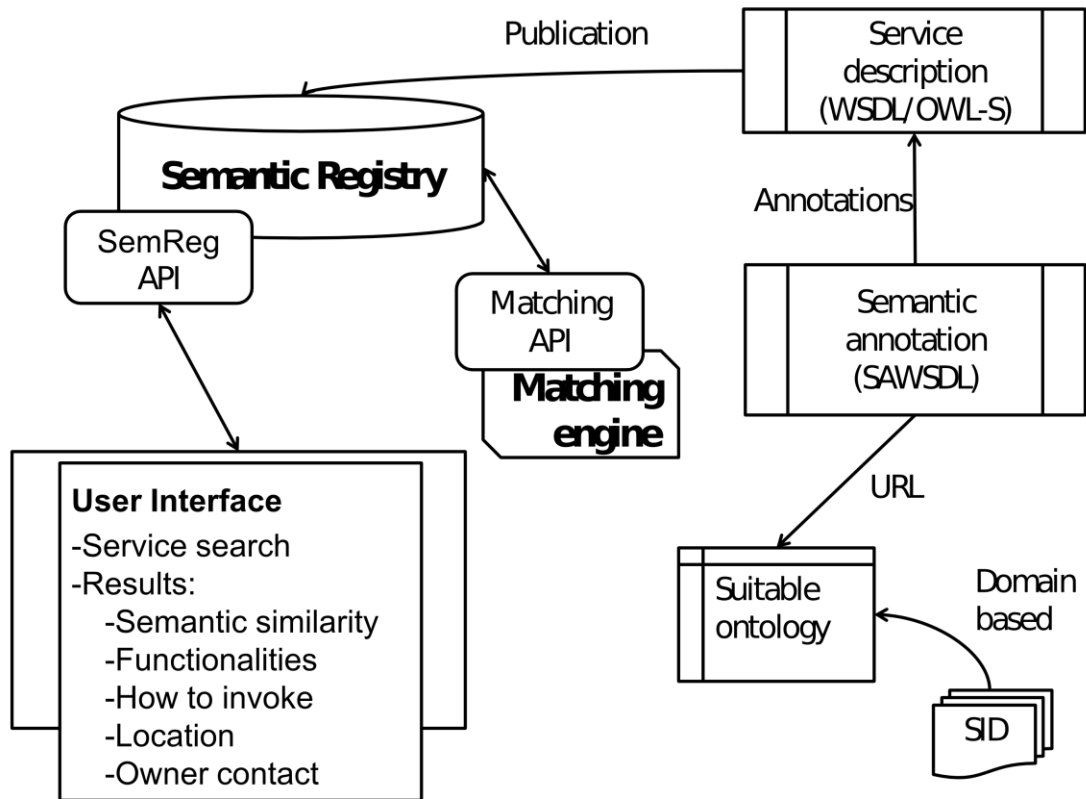 Publication
Service
description
(WSDL/OWL-S)
Semantic Registry
Annotations
SemReg
API
Matching
API
Semantic
annotation
(SAWSDL)
Matching
engine
URL
User Interface
-Service search
-Results:
-Semantic similarity
-Functionalities
-How to invoke
-Location
-Owner contact
Suitable
ontology
Domain
based
SID